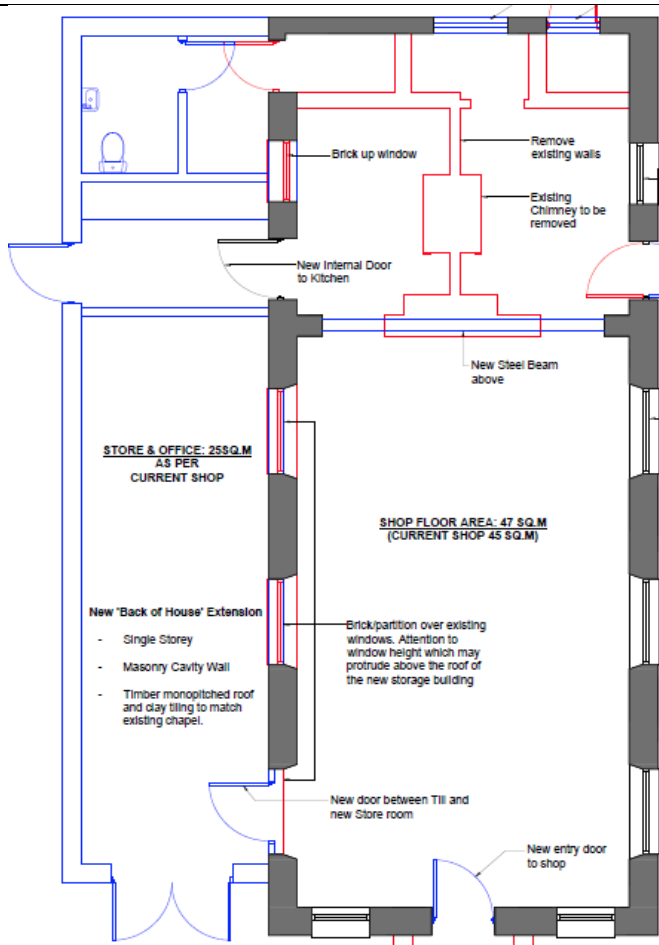 Brick up window
Remove
existing walls
Existing
Chimney to be
removed
New Internal Door
to Kitchen
New Steel Beam
above
STORE & OFFICE: 25SQ.M
AS PER
CURRENT SHOP
SHOP FLOOR AREA: 47 SQ.M
(CURRENT SHOP 45 SQ.M)
New 'Back of House' Extension
- Single Storey
- Masonry Cavity Wall
- Timber monopitched roof
and clay tiling to match
existing chapel.
Brick/partition over existing
windows. Attention to
window height which may
protrude above the roof of
the new storage building
New door between Till and
new Store room
New entry door
to shop